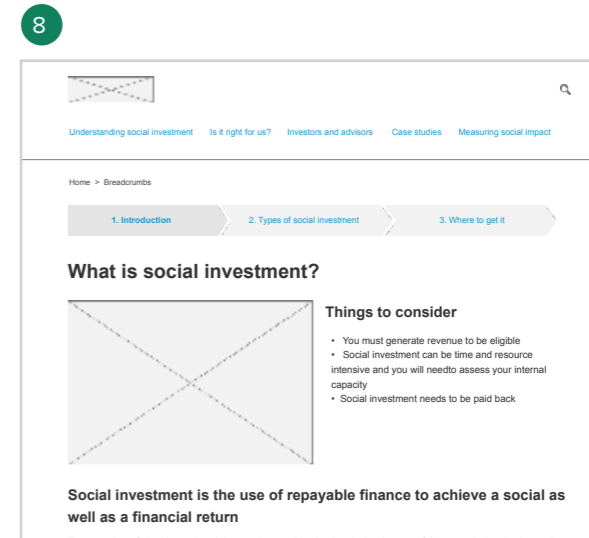 8
Understanding social investment Is it right for us? Investors and advisors Case studies Measuring social impact
Home > Breadcrumbs
1. Introduction 2. Types of social investment 3. Where to get it
What is social investment?
Things to consider
• You must generate revenue to be eligible
• Social investment can be time and resource
intensive and you will needto assess your internal
capacity
• Social investment needs to be paid back
Social investment is the use of repayable finance to achieve a social as
well as a financial return